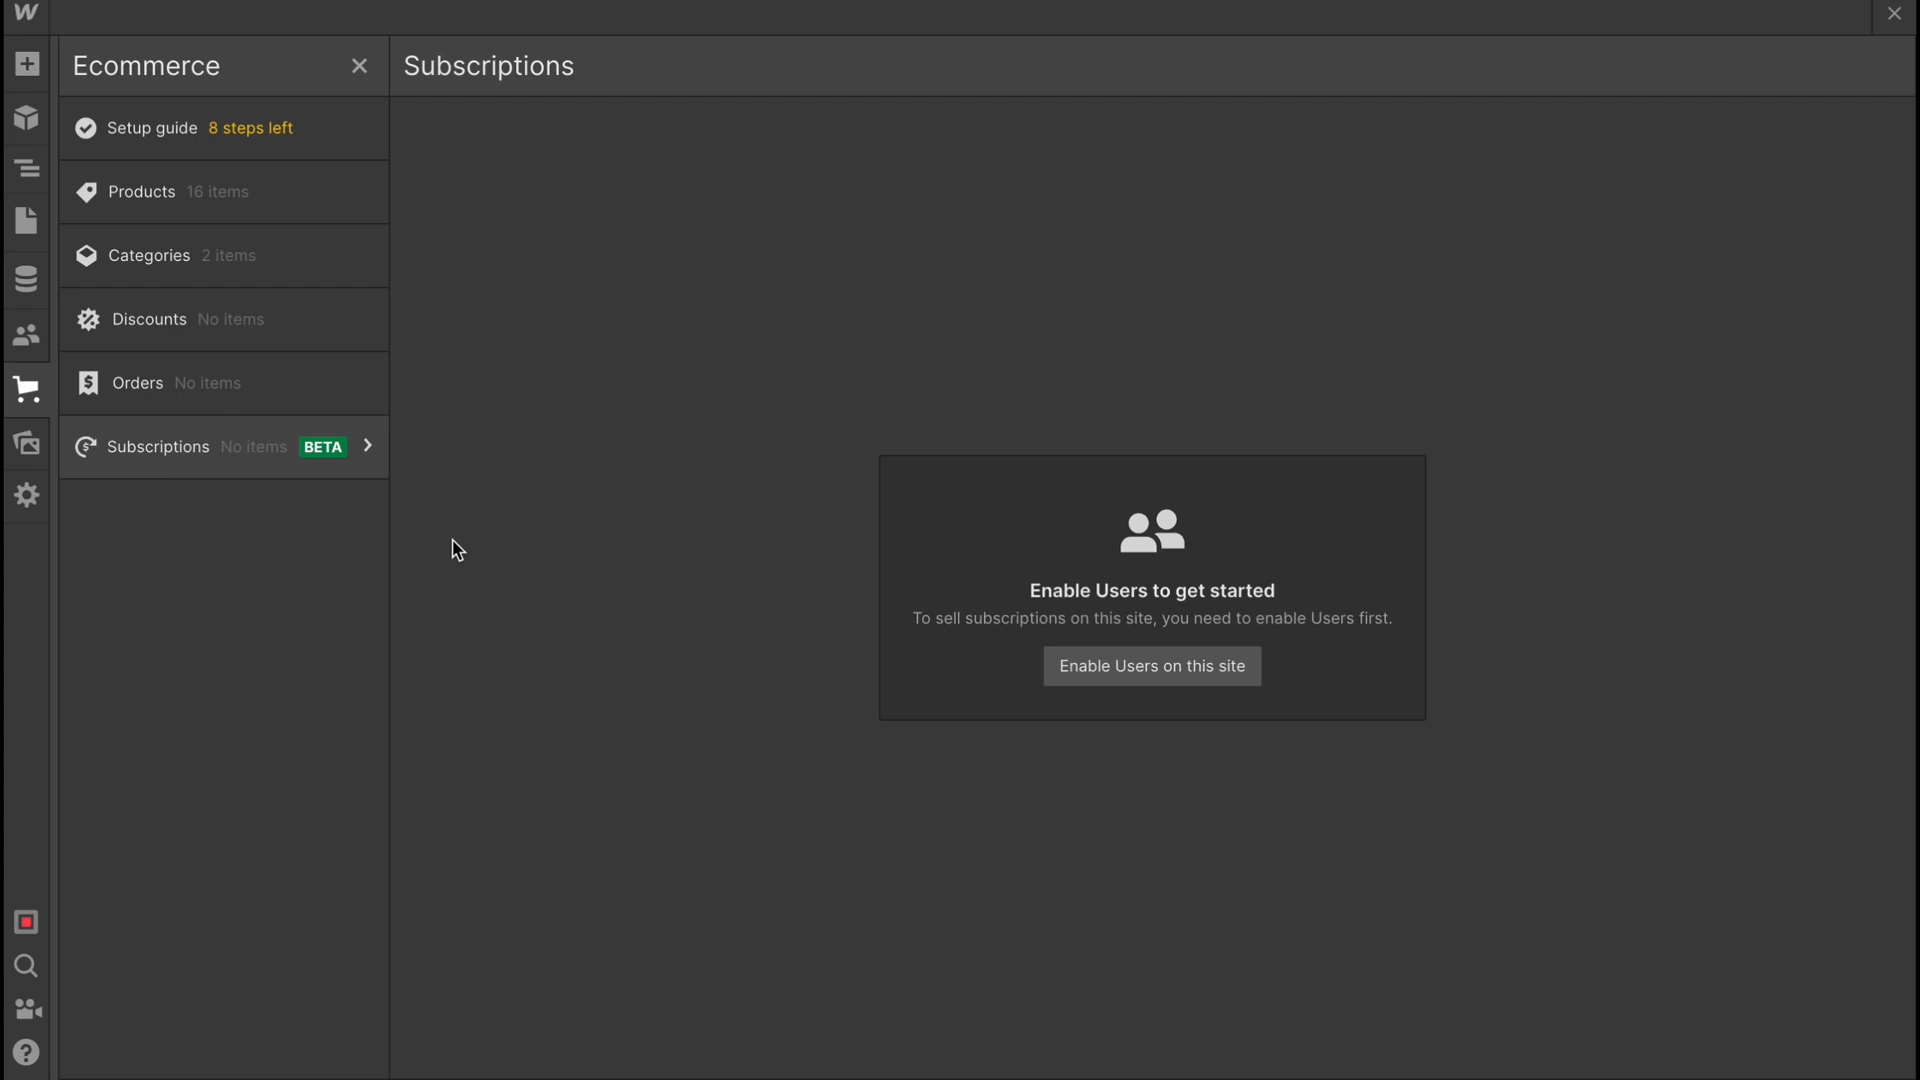 Ecommerce
Subscriptions
Setup guide 8 steps left
Products 16 items
Categories 2 items
Discounts No items
Orders No items
Subscriptions No items BETA
Enable Users to get started
To sell subscriptions on this site, you need to enable Users first.
Enable Users on this site